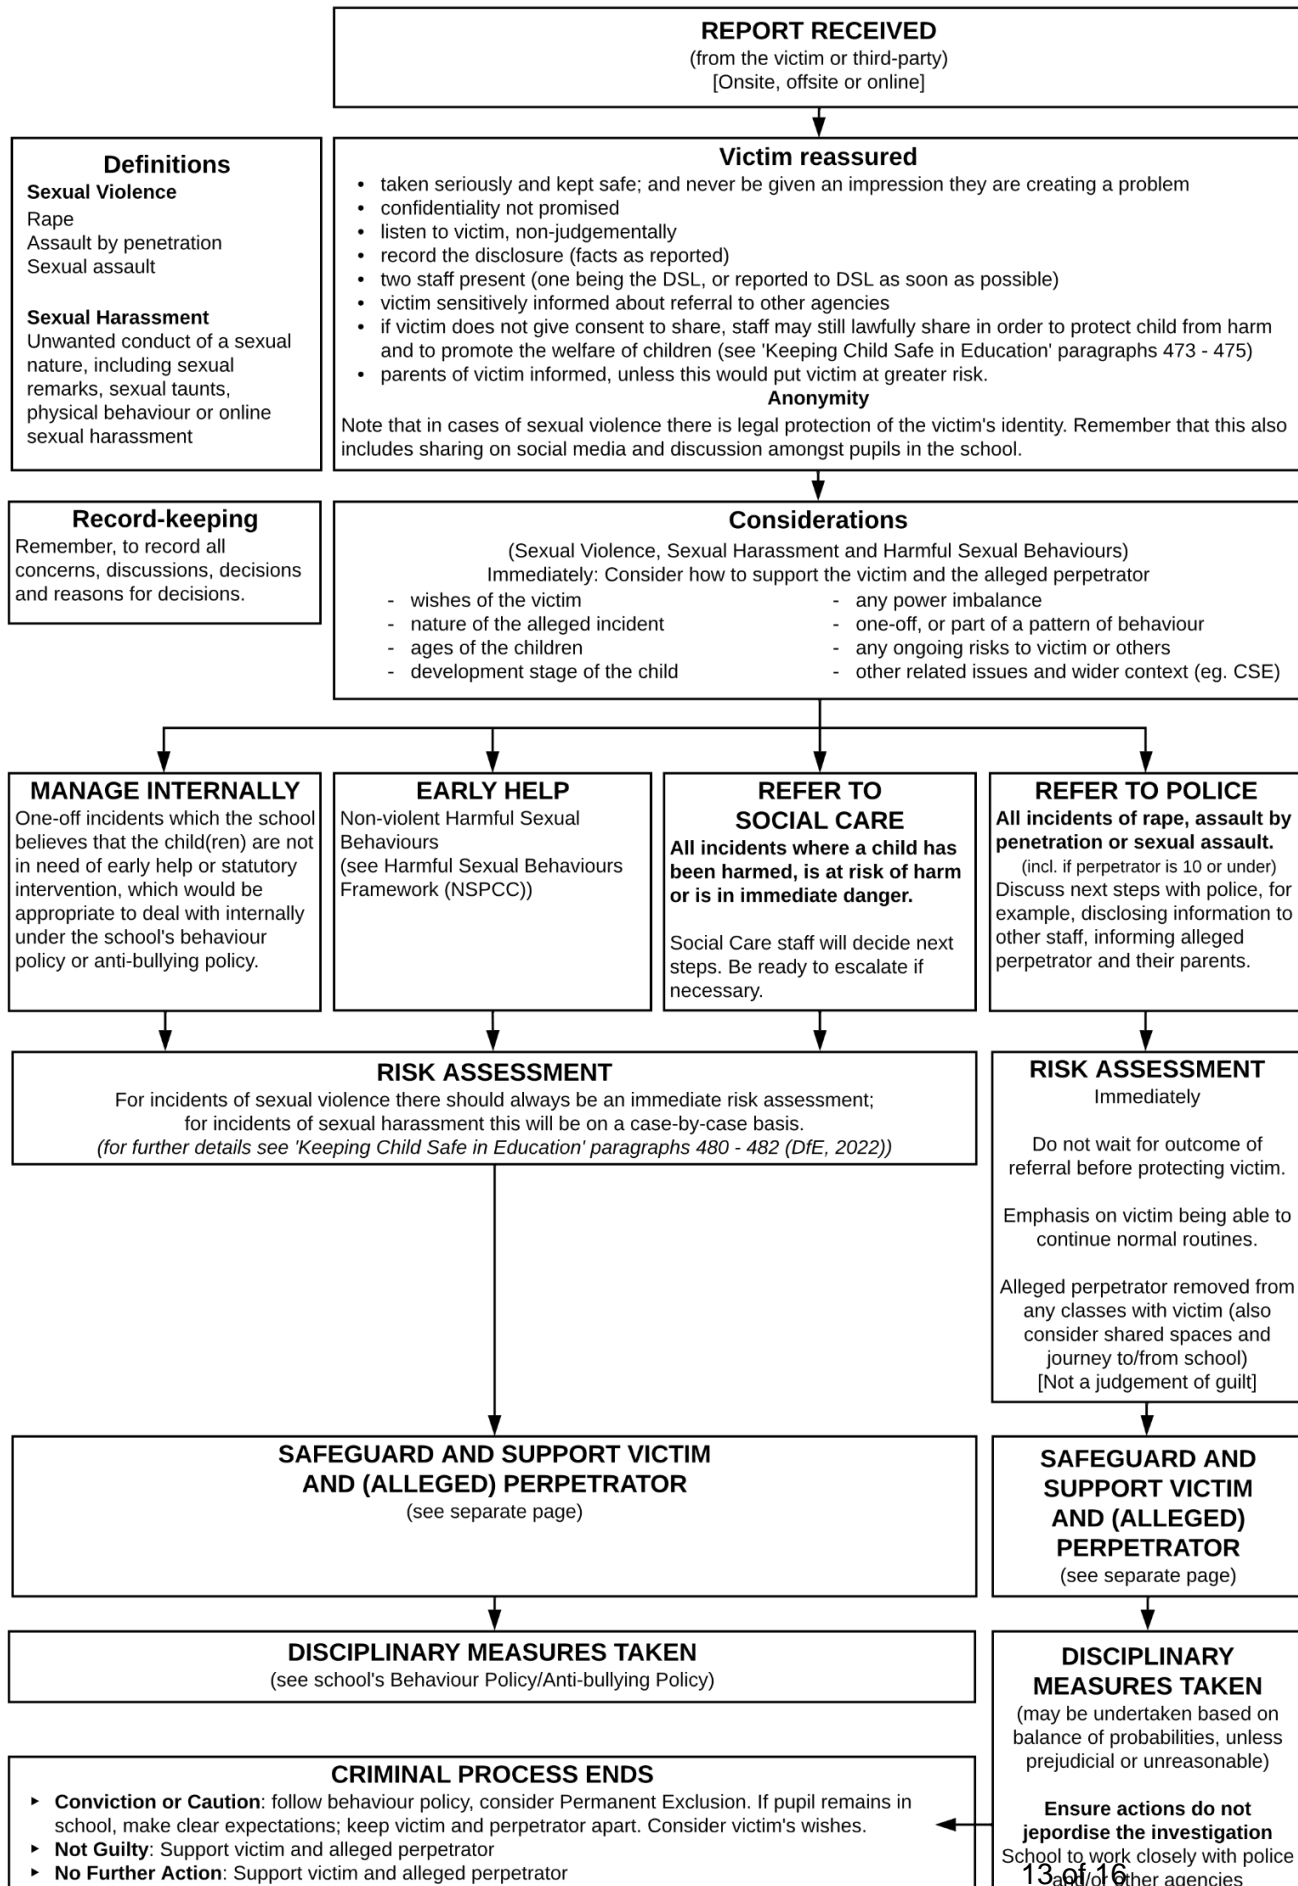 REPORT RECEIVED
(from the victim or third-party)
[Onsite, offsite or online]
Definitions
Sexual Violence
Rape
Assault by penetration
Sexual assault
Sexual Harassment
Unwanted conduct of a sexual
nature, including sexual
remarks, sexual taunts,
physical behaviour or online
sexual harassment
Victim reassured
• taken seriously and kept safe; and never be given an impression they are creating a problem
• confidentiality not promised
• listen to victim, non-judgementally
• record the disclosure (facts as reported)
• two staff present (one being the DSL, or reported to DSL as soon as possible)
• victim sensitively informed about referral to other agencies
• if victim does not give consent to share, staff may still lawfully share in order to protect child from harm
and to promote the welfare of children (see 'Keeping Child Safe in Education' paragraphs 473 - 475)
• parents of victim informed, unless this would put victim at greater risk.
Anonymity
Note that in cases of sexual violence there is legal protection of the victim's identity. Remember that this also
includes sharing on social media and discussion amongst pupils in the school.
Record-keeping
Remember, to record all
concerns, discussions, decisions
and reasons for decisions.
Considerations
(Sexual Violence, Sexual Harassment and Harmful Sexual Behaviours)
Immediately: Consider how to support the victim and the alleged perpetrator
- wishes of the victim
- nature of the alleged incident
- ages of the children
- development stage of the child
- any power imbalance
- one-off, or part of a pattern of behaviour
- any ongoing risks to victim or others
- other related issues and wider context (eg. CSE)
MANAGE INTERNALLY
One-off incidents which the school
believes that the child(ren) are not
in need of early help or statutory
intervention, which would be
appropriate to deal with internally
under the school's behaviour
policy or anti-bullying policy.
EARLY HELP
Non-violent Harmful Sexual
Behaviours
(see Harmful Sexual Behaviours
Framework (NSPCC))
REFER TO
SOCIAL CARE
All incidents where a child has
been harmed, is at risk of harm
or is in immediate danger.
Social Care staff will decide next
steps. Be ready to escalate if
necessary.
REFER TO POLICE
All incidents of rape, assault by
penetration or sexual assault.
(incl. if perpetrator is 10 or under)
Discuss next steps with police, for
example, disclosing information to
other staff, informing alleged
perpetrator and their parents.
RISK ASSESSMENT
For incidents of sexual violence there should always be an immediate risk assessment;
for incidents of sexual harassment this will be on a case-by-case basis.
(for further details see 'Keeping Child Safe in Education' paragraphs 480 - 482 (DfE, 2022))
RISK ASSESSMENT
Immediately
Do not wait for outcome of
referral before protecting victim.
Emphasis on victim being able to
continue normal routines.
Alleged perpetrator removed from
any classes with victim (also
consider shared spaces and
journey to/from school)
[Not a judgement of guilt]
SAFEGUARD AND SUPPORT VICTIM
AND (ALLEGED) PERPETRATOR
(see separate page)
SAFEGUARD AND
SUPPORT VICTIM
AND (ALLEGED)
PERPETRATOR
(see separate page)
DISCIPLINARY MEASURES TAKEN
(see school's Behaviour Policy/Anti-bullying Policy)
DISCIPLINARY
MEASURES TAKEN
(may be undertaken based on
balance of probabilities, unless
prejudicial or unreasonable)
Ensure actions do not
jepordise the investigation
School to work closely with police
and/or other agencies
CRIMINAL PROCESS ENDS
▸ Conviction or Caution: follow behaviour policy, consider Permanent Exclusion. If pupil remains in
school, make clear expectations; keep victim and perpetrator apart. Consider victim's wishes.
▸ Not Guilty: Support victim and alleged perpetrator
▸ No Further Action: Support victim and alleged perpetrator
13 of 16